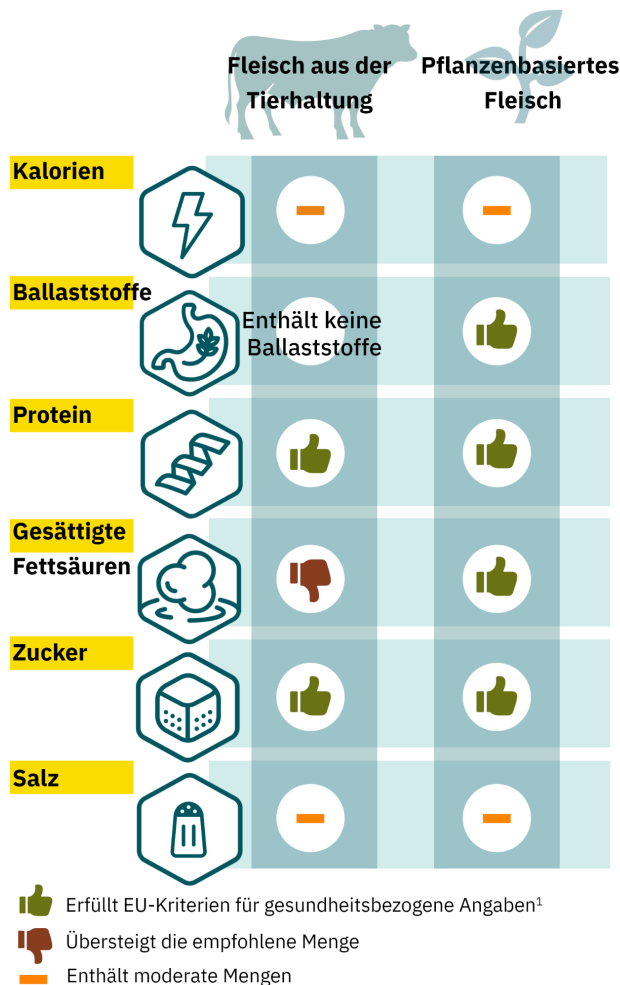 Fleisch aus der
Tierhaltung
Pflanzenbasiertes
Fleisch
Kalorien
Ballaststoffe
Enthält keine
Ballaststoffe
Protein
Gesättigte
Fettsäuren
Zucker
Salz
Erfüllt EU-Kriterien für gesundheitsbezogene Angaben¹
Übersteigt die empfohlene Menge
Enthält moderate Mengen